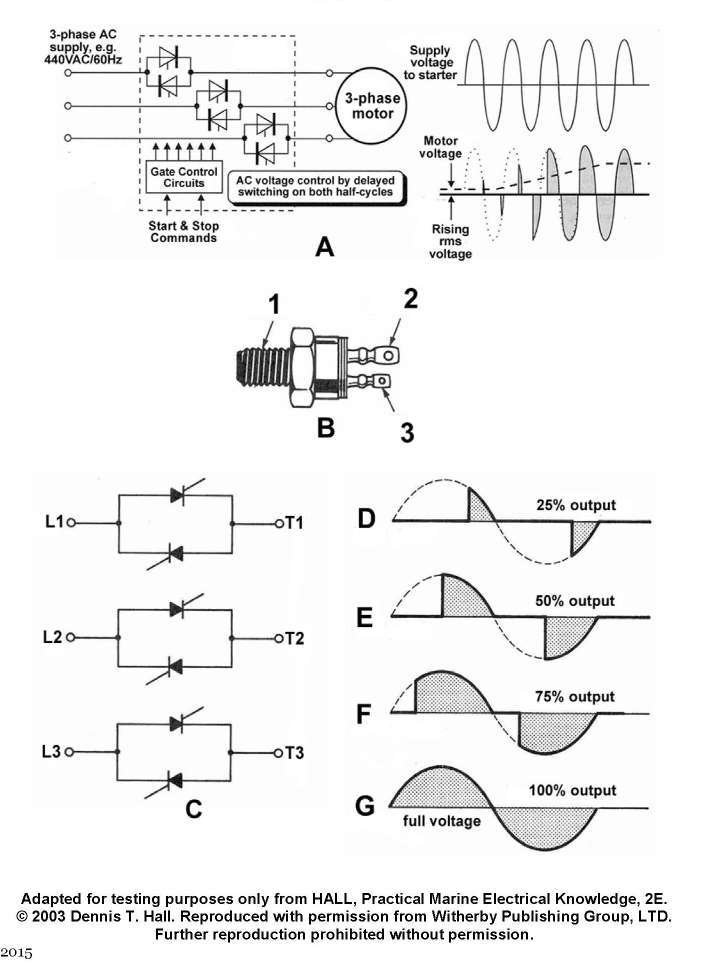 3-phase AC
supply, e.g.
440VAC/60Hz
3-phase
motor
Gate Control
Circuits
AC voltage control by delayed
switching on both half-cycles
Start & Stop
Commands
A
Supply
voltage
to starter
Motor
voltage
Rising
rms
voltage
1
2
B
3
L1
T1
L2
T2
L3
T3
C
D
25% output
E
50% output
F
75% output
G
100% output
full voltage
Adapted for testing purposes only from HALL, Practical Marine Electrical Knowledge, 2E.
© 2003 Dennis T. Hall. Reproduced with permission from Witherby Publishing Group, LTD.
Further reproduction prohibited without permission.
2015